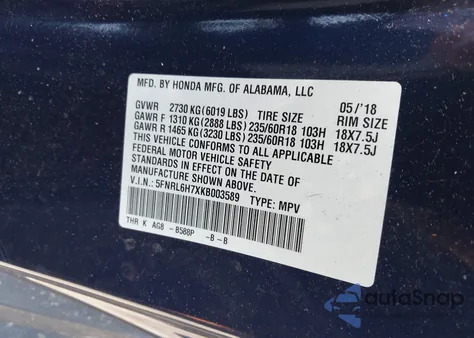 MFD. BY HONDA MFG. OF ALABAMA, LLC
GVWR 2730 KG(6019 LBS) TIRE SIZE 05/'18
GAWR F 1310 KG(2888 LBS) 235/60R18 103H RIM SIZE
GAWR R 1465 KG(3230 LBS) 235/60R18 103H 18X7.5J
THIS VEHICLE CONFORMS TO ALL APPLICABLE 18X7.5J
FEDERAL MOTOR VEHICLE SAFETY
STANDARDS IN EFFECT ON THE DATE OF
MANUFACTURE SHOWN ABOVE.
V.I.N.: 5FNRL6H7XKB003589 TYPE: MPV
THR K AG8 - B588P -B -B
autoSnap